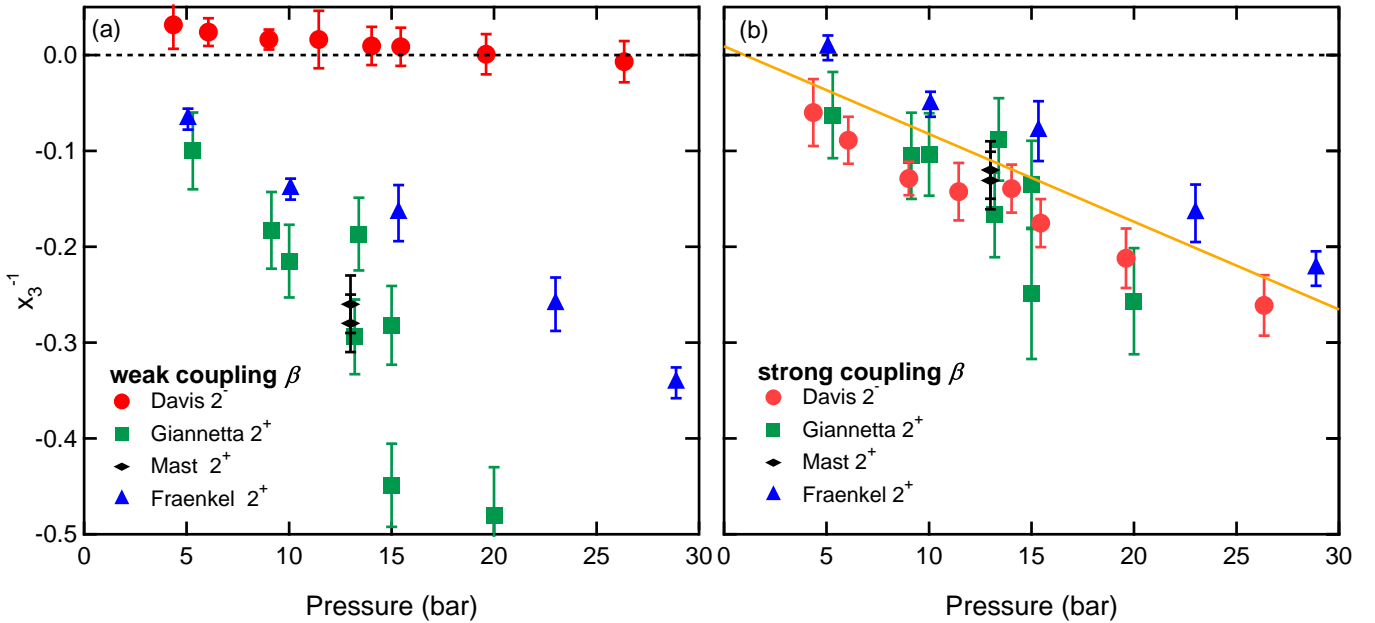 (a)
0.0
-0.1
-0.2
-0.3
-0.4
-0.5
x₃⁻¹
weak coupling β
Davis 2⁻
Giannetta 2⁺
Mast 2⁺
Fraenkel 2⁺
0 5 10 15 20 25 30
Pressure (bar)
(b)
strong coupling β
Davis 2⁻
Giannetta 2⁺
Mast 2⁺
Fraenkel 2⁺
0 5 10 15 20 25 30
Pressure (bar)